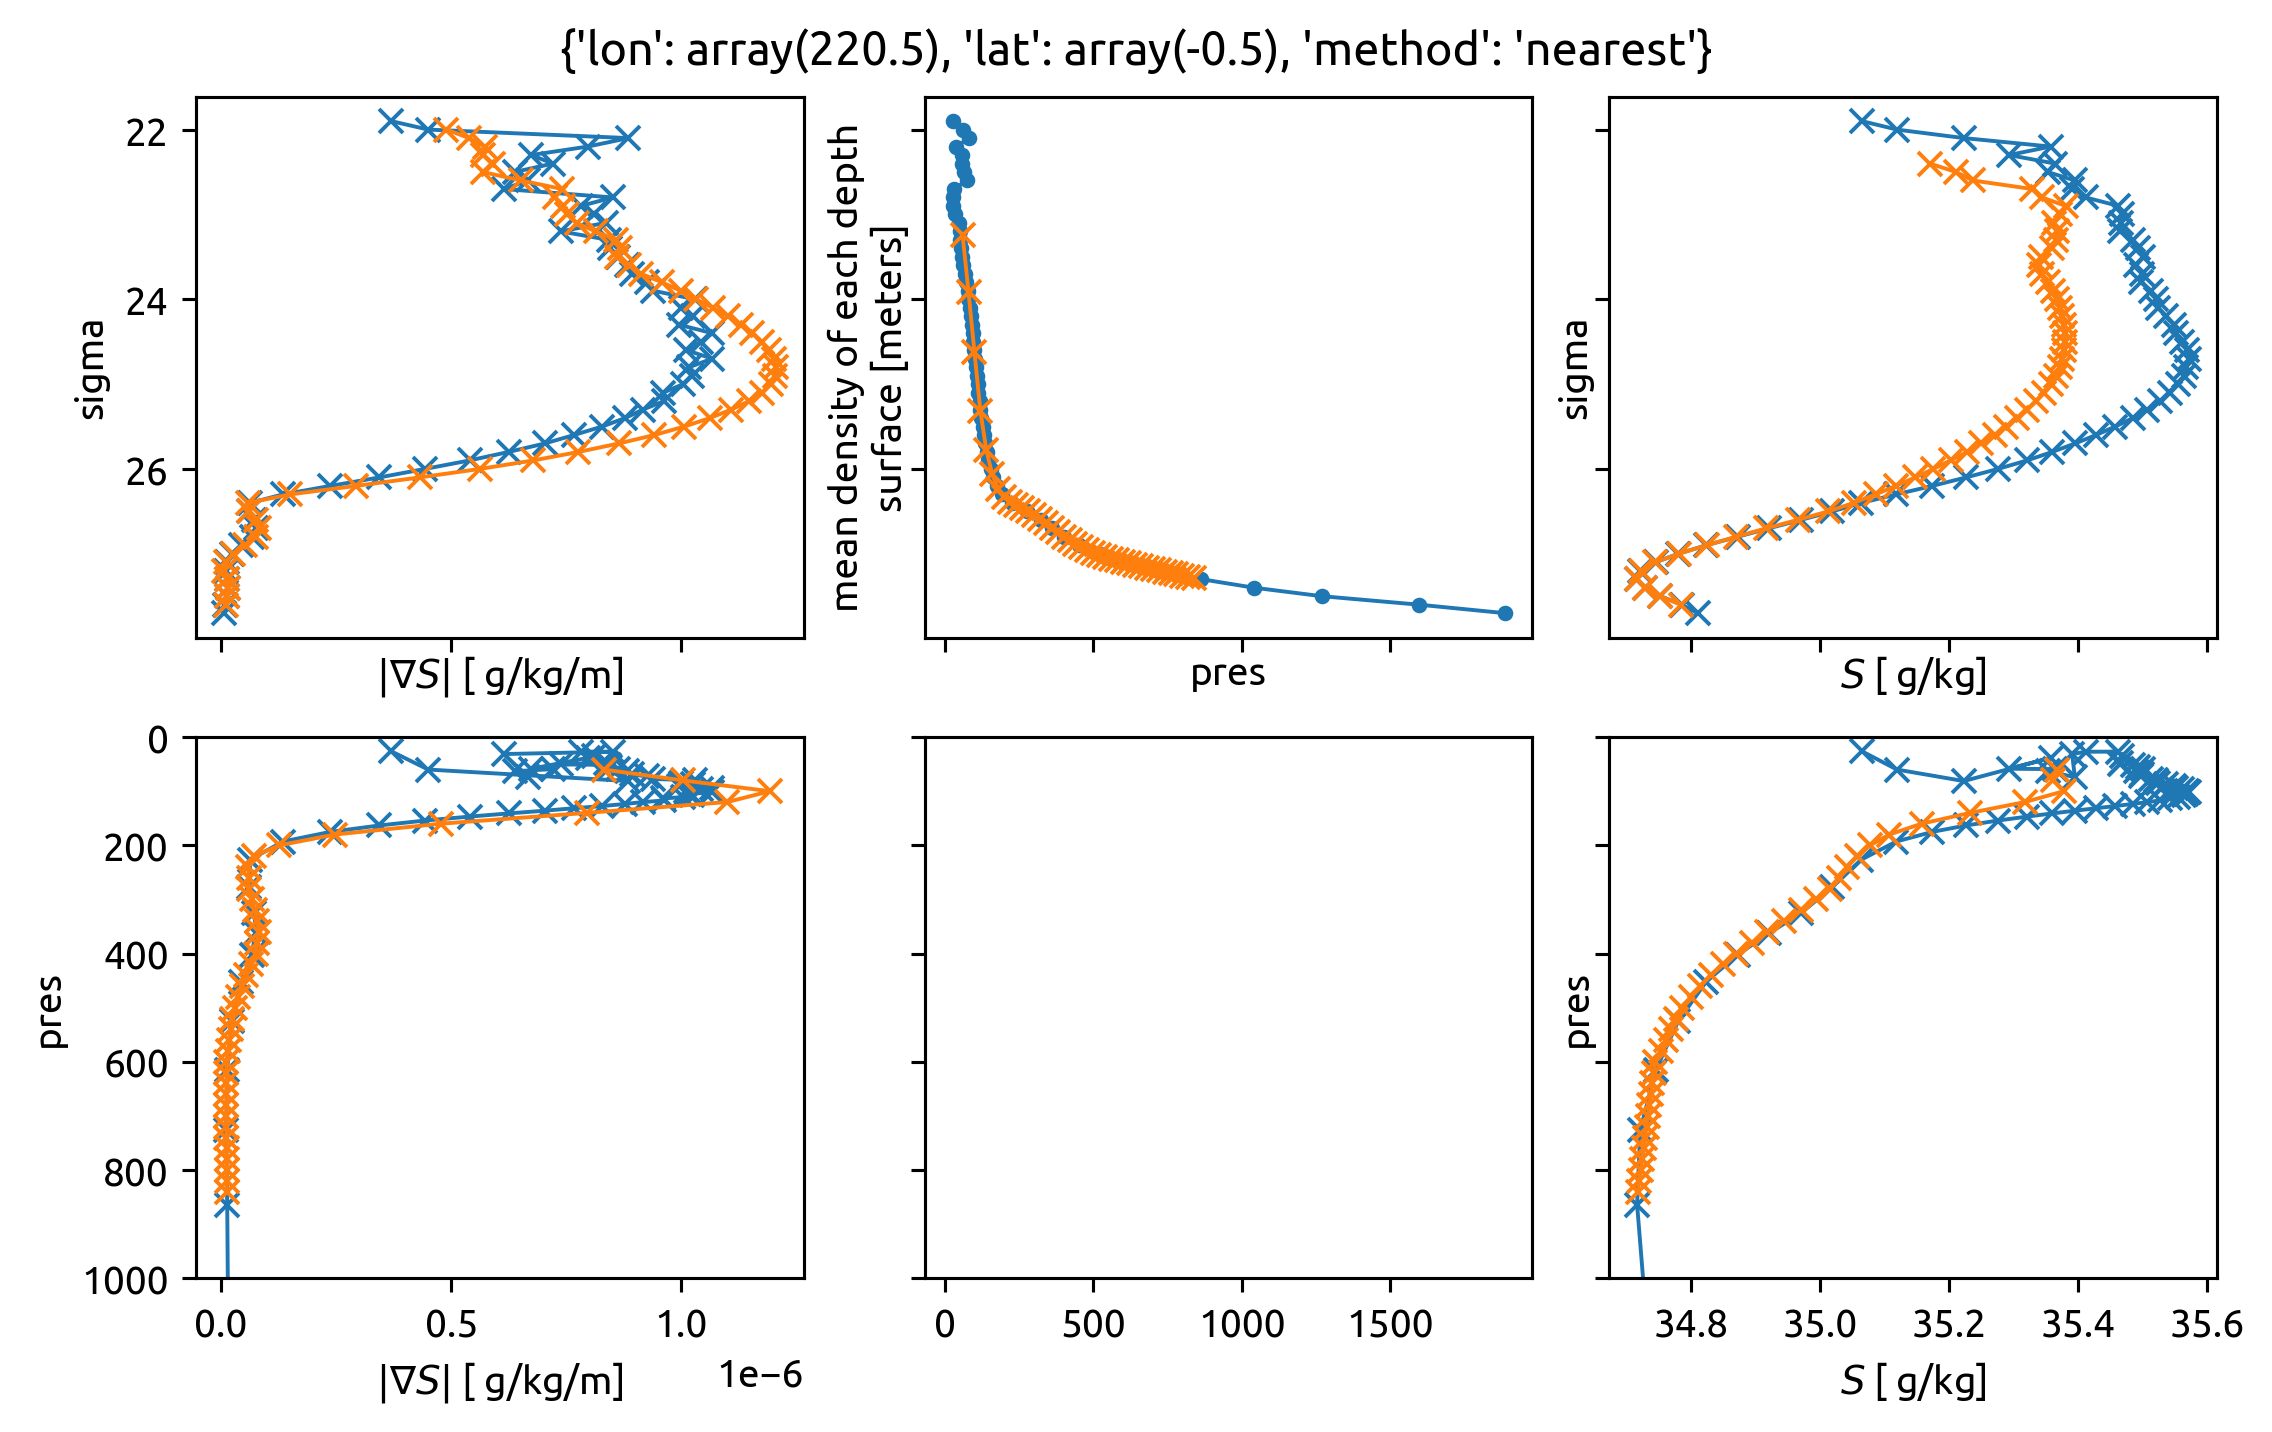 {'lon': array(220.5), 'lat': array(-0.5), 'method': 'nearest'}
22
24
26
sigma
|∇S| [ g/kg/m]
mean density of each depth
surface [meters]
pres
sigma
S [ g/kg]
0
200
400
600
800
1000
pres
0.0 0.5 1.0
1e−6
|∇S| [ g/kg/m]
0 500 1000 1500
pres
34.8 35.0 35.2 35.4 35.6
S [ g/kg]